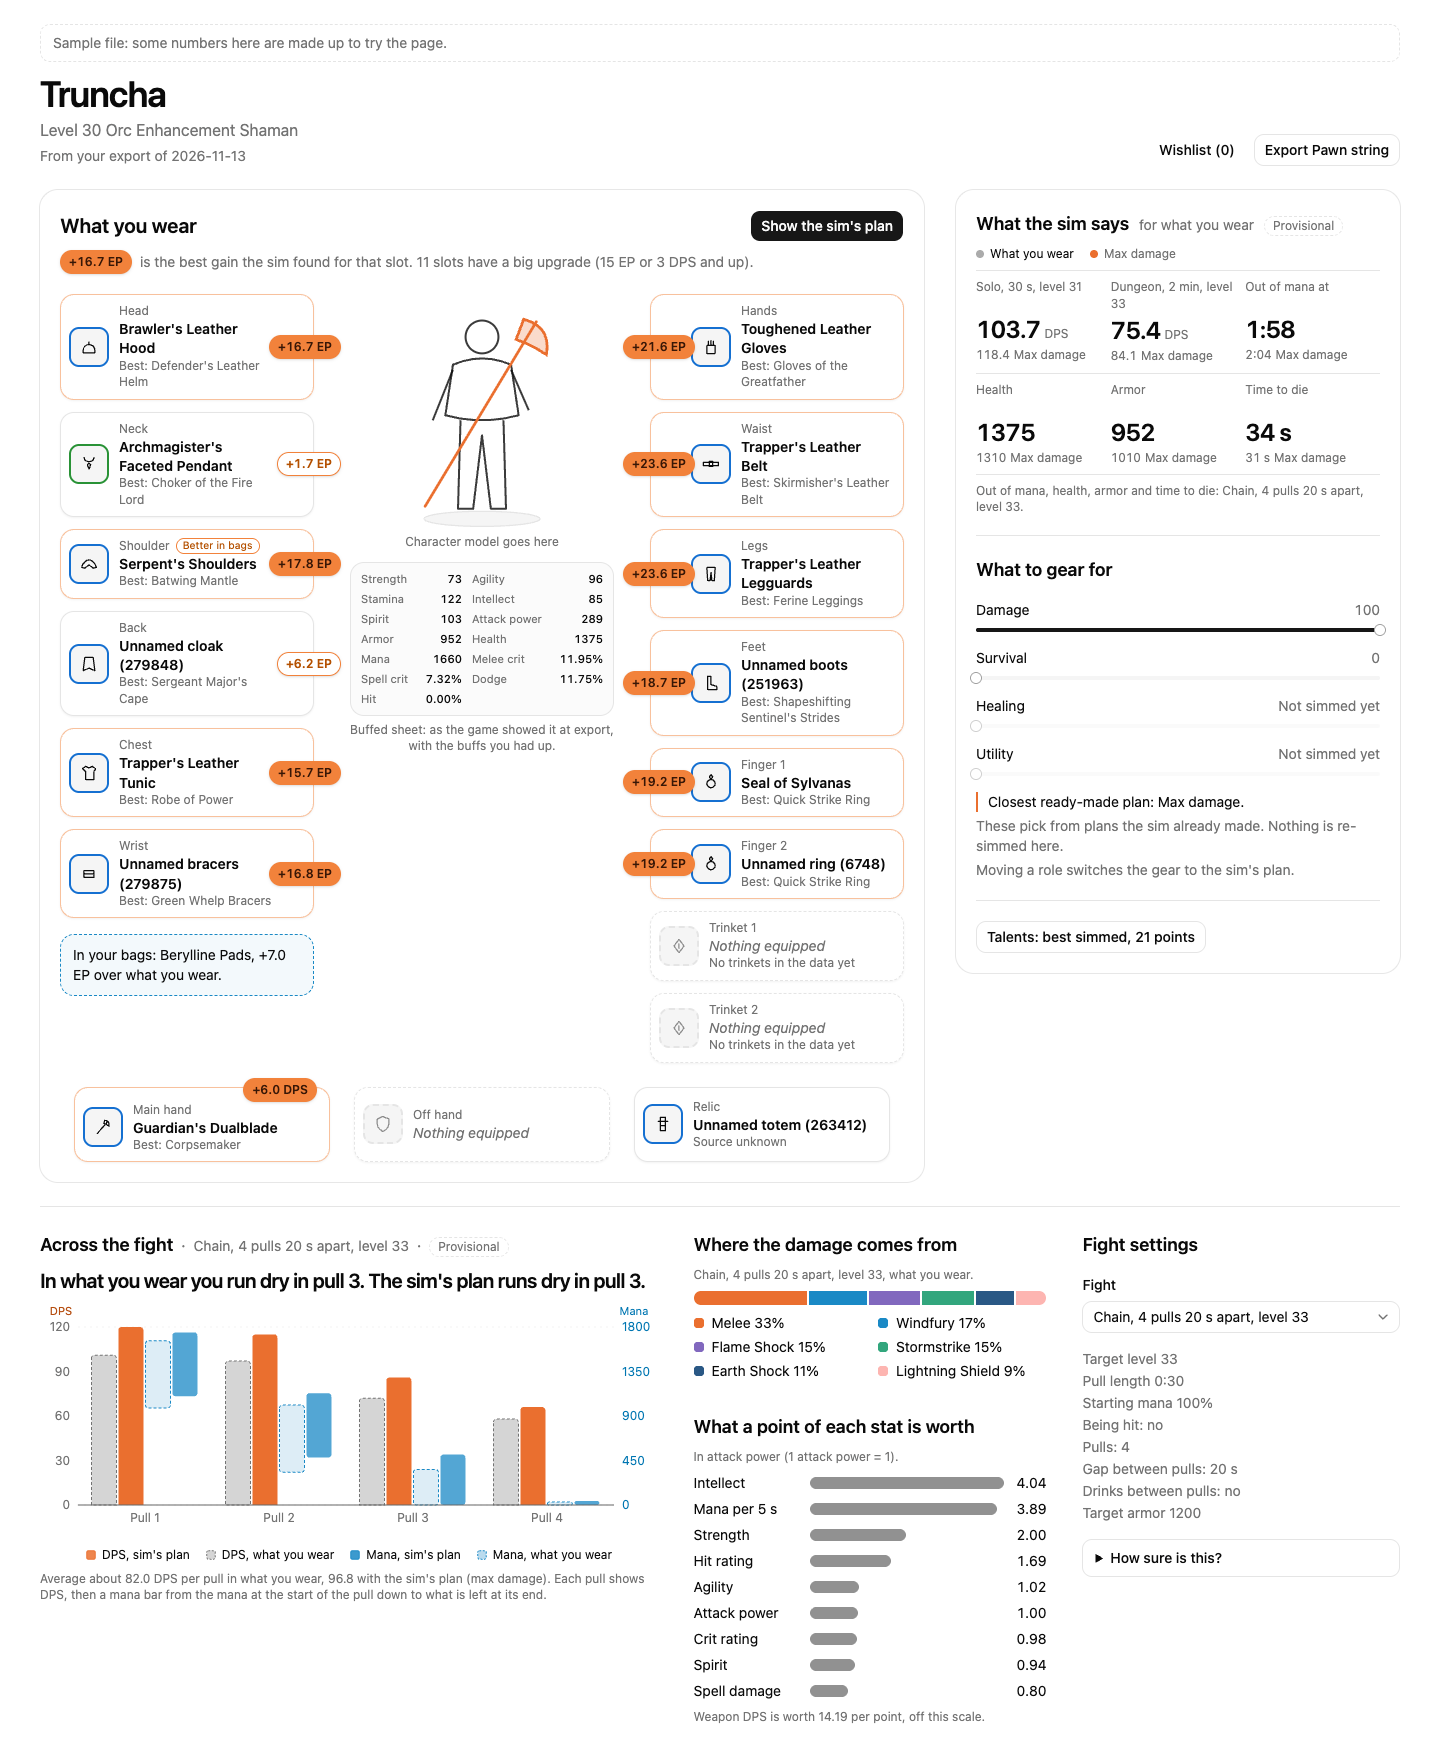 Sample file: some numbers here are made up to try the page.
Truncha
Level 30 Orc Enhancement Shaman
From your export of 2026-11-13
Wishlist (0)
Export Pawn string
What you wear
Show the sim's plan
+16.7 EP is the best gain the sim found for that slot. 11 slots have a big upgrade (15 EP or 3 DPS and up).
Head
Brawler's Leather
Hood
Best: Defender's Leather
Helm
+16.7 EP
Neck
Archmagister's
Faceted Pendant
Best: Choker of the Fire
Lord
+1.7 EP
Shoulder Better in bags
Serpent's Shoulders
Best: Batwing Mantle
+17.8 EP
Back
Unnamed cloak
(279848)
Best: Sergeant Major's
Cape
+6.2 EP
Chest
Trapper's Leather
Tunic
Best: Robe of Power
+15.7 EP
Wrist
Unnamed bracers
(279875)
Best: Green Whelp Bracers
+16.8 EP
In your bags: Berylline Pads, +7.0
EP over what you wear.
Character model goes here
Strength 73 Agility 96
Stamina 122 Intellect 85
Spirit 103 Attack power 289
Armor 952 Health 1375
Mana 1660 Melee crit 11.95%
Spell crit 7.32% Dodge 11.75%
Hit 0.00%
Buffed sheet: as the game showed it at export,
with the buffs you had up.
+21.6 EP
Hands
Toughened Leather
Gloves
Best: Gloves of the
Greatfather
+23.6 EP
Waist
Trapper's Leather
Belt
Best: Skirmisher's Leather
Belt
+23.6 EP
Legs
Trapper's Leather
Legguards
Best: Ferine Leggings
+18.7 EP
Feet
Unnamed boots
(251963)
Best: Shapeshifting
Sentinel's Strides
+19.2 EP
Finger 1
Seal of Sylvanas
Best: Quick Strike Ring
+19.2 EP
Finger 2
Unnamed ring (6748)
Best: Quick Strike Ring
Trinket 1
Nothing equipped
No trinkets in the data yet
Trinket 2
Nothing equipped
No trinkets in the data yet
+6.0 DPS
Main hand
Guardian's Dualblade
Best: Corpsemaker
Off hand
Nothing equipped
Relic
Unnamed totem (263412)
Source unknown
What the sim says for what you wear Provisional
What you wear Max damage
Solo, 30 s, level 31
103.7 DPS
118.4 Max damage
Dungeon, 2 min, level
33
75.4 DPS
84.1 Max damage
Out of mana at
1:58
2:04 Max damage
Health
1375
1310 Max damage
Armor
952
1010 Max damage
Time to die
34 s
31 s Max damage
Out of mana, health, armor and time to die: Chain, 4 pulls 20 s apart,
level 33.
What to gear for
Damage 100
Survival 0
Healing Not simmed yet
Utility Not simmed yet
Closest ready-made plan: Max damage.
These pick from plans the sim already made. Nothing is re-
simmed here.
Moving a role switches the gear to the sim's plan.
Talents: best simmed, 21 points
Across the fight · Chain, 4 pulls 20 s apart, level 33 · Provisional
In what you wear you run dry in pull 3. The sim's plan runs dry in pull 3.
DPS Mana
120 1800
90 1350
60 900
30 450
0 0
Pull 1 Pull 2 Pull 3 Pull 4
DPS, sim's plan DPS, what you wear Mana, sim's plan Mana, what you wear
Average about 82.0 DPS per pull in what you wear, 96.8 with the sim's plan (max damage). Each pull shows
DPS, then a mana bar from the mana at the start of the pull down to what is left at its end.
Where the damage comes from
Chain, 4 pulls 20 s apart, level 33, what you wear.
Melee 33% Windfury 17%
Flame Shock 15% Stormstrike 15%
Earth Shock 11% Lightning Shield 9%
What a point of each stat is worth
In attack power (1 attack power = 1).
Intellect 4.04
Mana per 5 s 3.89
Strength 2.00
Hit rating 1.69
Agility 1.02
Attack power 1.00
Crit rating 0.98
Spirit 0.94
Spell damage 0.80
Weapon DPS is worth 14.19 per point, off this scale.
Fight settings
Fight
Chain, 4 pulls 20 s apart, level 33
Target level 33
Pull length 0:30
Starting mana 100%
Being hit: no
Pulls: 4
Gap between pulls: 20 s
Drinks between pulls: no
Target armor 1200
How sure is this?